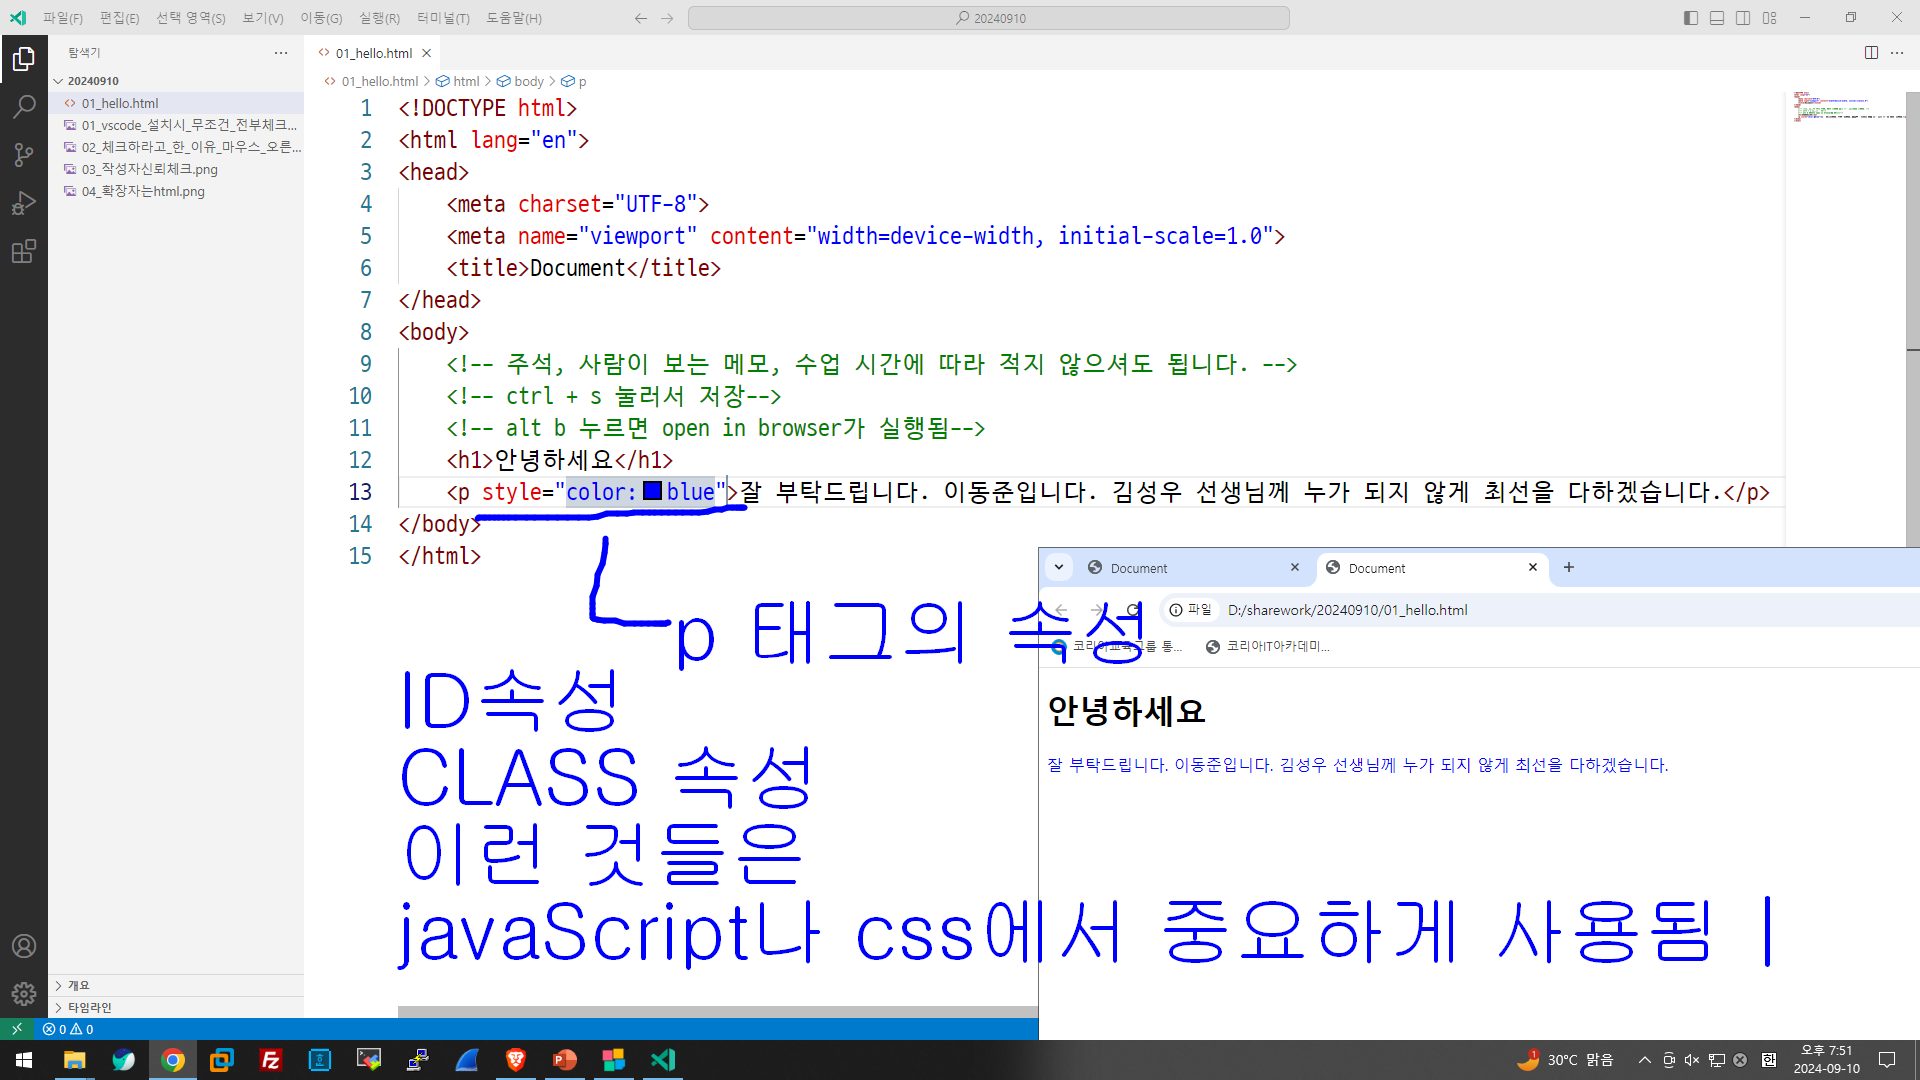 파일(F) 편집(E) 선택 영역(S) 보기(V) 이동(G) 실행(R) 터미널(T) 도움말(H)
20240910
탐색기
20240910
01_hello.html
01_vscode_설치시_무조건_전부체크...
02_체크하라고_한_이유_마우스_오른...
03_작성자신뢰체크.png
04_확장자는html.png
개요
타임라인
01_hello.html
01_hello.html > html > body > p
1 <!DOCTYPE html>
2 <html lang="en">
3 <head>
4 <meta charset="UTF-8">
5 <meta name="viewport" content="width=device-width, initial-scale=1.0">
6 <title>Document</title>
7 </head>
8 <body>
9 <!-- 주석, 사람이 보는 메모, 수업 시간에 따라 적지 않으셔도 됩니다. -->
10 <!-- ctrl + s 눌러서 저장-->
11 <!-- alt b 누르면 open in browser가 실행됨-->
12 <h1>안녕하세요</h1>
13 <p style="color:blue">잘 부탁드립니다. 이동준입니다. 김성우 선생님께 누가 되지 않게 최선을 다하겠습니다.</p>
14 </body>
15 </html>
p 태그의 속성
ID속성
CLASS 속성
이런 것들은
javaScript나 css에서 중요하게 사용됨
Document
Document
파일 D:/sharework/20240910/01_hello.html
코리아교육그룹 통...
코리아IT아카데미...
안녕하세요
잘 부탁드립니다. 이동준입니다. 김성우 선생님께 누가 되지 않게 최선을 다하겠습니다.
0 0
1
30°C 맑음
한
오후 7:51
2024-09-10